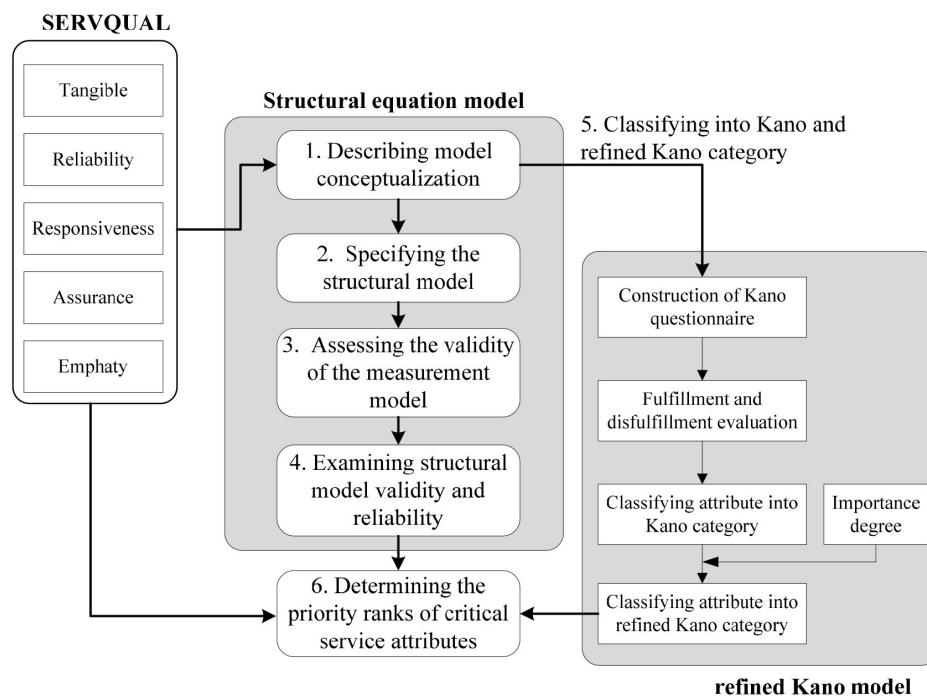 SERVQUAL
Tangible
Reliability
Responsiveness
Assurance
Emphaty
Structural equation model
1. Describing model
conceptualization
2. Specifying the
structural model
3. Assessing the validity
of the measurement
model
4. Examining structural
model validity and
reliability
6. Determining the
priority ranks of critical
service attributes
5. Classifying into Kano and
refined Kano category
Construction of Kano
questionnaire
Fulfillment and
disfulfillment evaluation
Classifying attribute into
Kano category
Importance
degree
Classifying attribute into
refined Kano category
refined Kano model